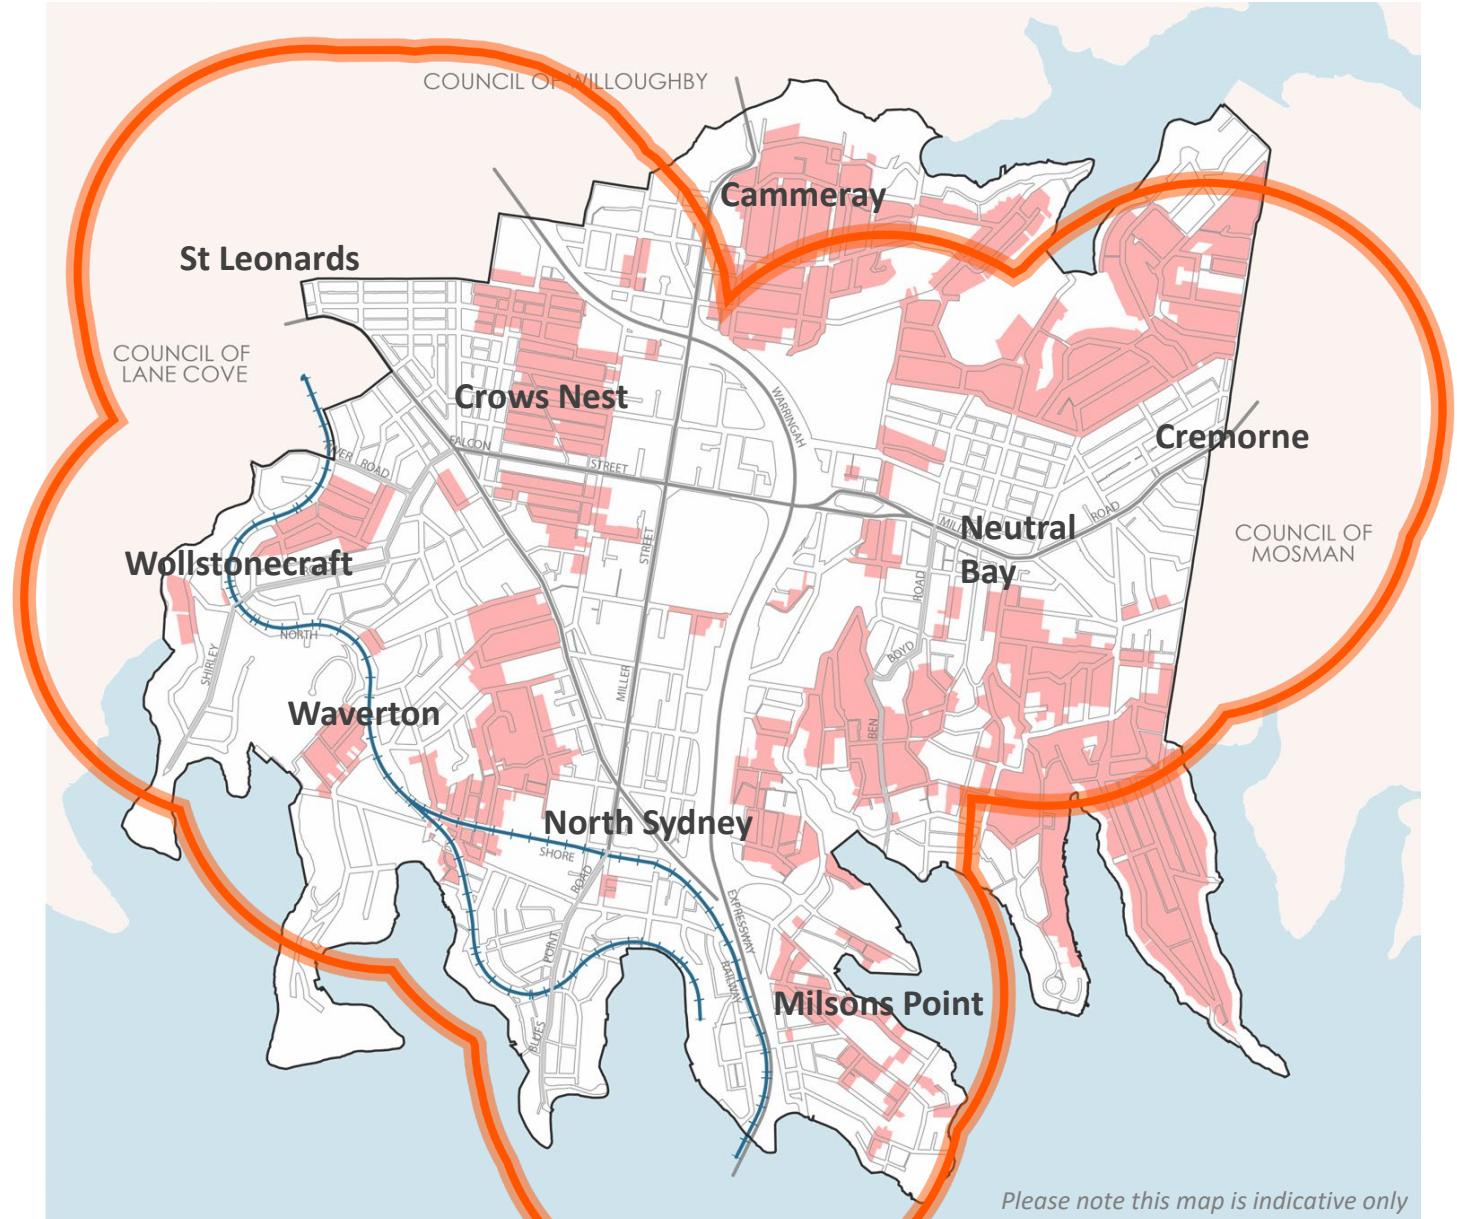 COUNCIL OF WILLOUGHBY
Cammeray
St Leonards
COUNCIL OF
LANE COVE
Crows Nest
WARRINGAH
FALCON
STREET
Cremorne
RIVER ROAD
ROAD
Neutral
Bay
COUNCIL OF
MOSMAN
STREET
Wollstonecraft
ROAD
NORTH
SHIRLEY
BOYD
MILLER
Waverton
BEN
North Sydney
SHORE
ROAD
EXPRESSWAY
POINT
RAILWAY
Milsons Point
BLUES
Please note this map is indicative only